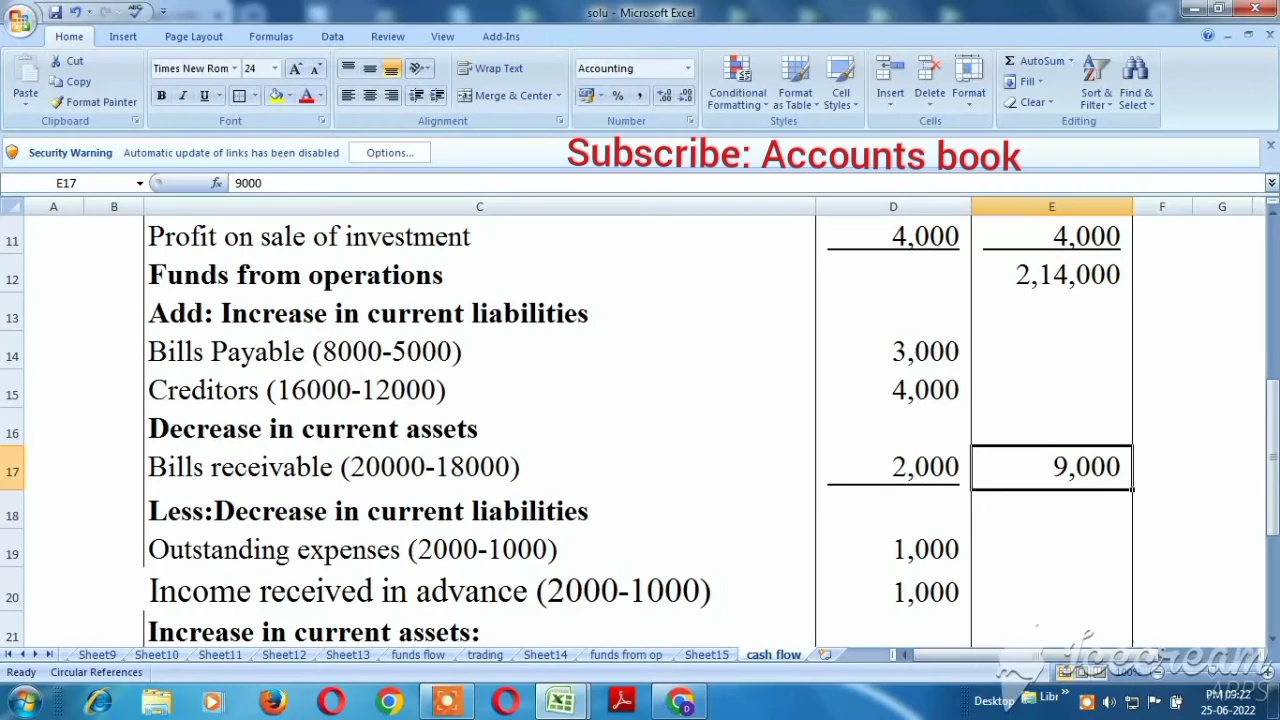 solu - Microsoft Excel
Home Insert Page Layout Formulas Data Review View Add-Ins
Paste
Cut
Copy
Format Painter
Clipboard
Times New Rom 24
B I U
Font
Wrap Text
Merge & Center
Alignment
Accounting
Number
Conditional Formatting
Format as Table
Cell Styles
Styles
Insert
Delete
Format
Cells
Σ AutoSum
Fill
Clear
Sort & Filter
Find & Select
Editing
Security Warning Automatic update of links has been disabled Options...
Subscribe: Accounts book
E17 fx 9000
A B C D E F G
11 Profit on sale of investment 4,000 4,000
12 Funds from operations 2,14,000
13 Add: Increase in current liabilities
14 Bills Payable (8000-5000) 3,000
15 Creditors (16000-12000) 4,000
16 Decrease in current assets
17 Bills receivable (20000-18000) 2,000 9,000
18 Less:Decrease in current liabilities
19 Outstanding expenses (2000-1000) 1,000
20 Income received in advance (2000-1000) 1,000
21 Increase in current assets:
Sheet9 Sheet10 Sheet11 Sheet12 Sheet13 funds flow trading Sheet14 funds from op Sheet15 cash flow
Ready Circular References 100%
Icecream
APPS
Desktop Libr »
PM 09:22
25-06-2022